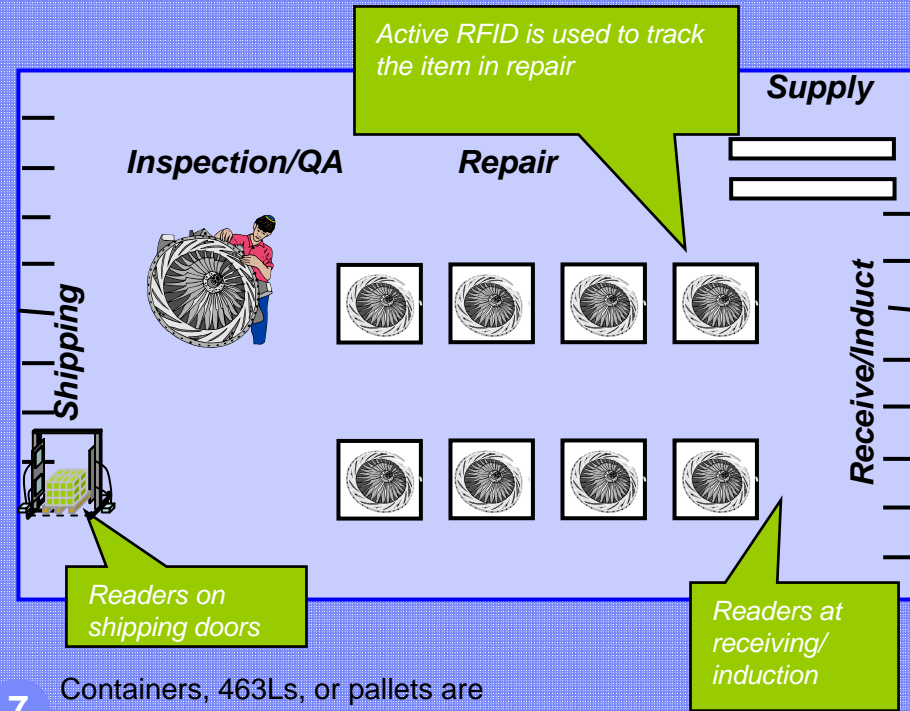 Active RFID is used to track
the item in repair
Supply
Inspection/QA
Repair
Shipping
Receive/Induct
Readers on
shipping doors
Readers at
receiving/
induction
7
Containers, 463Ls, or pallets are